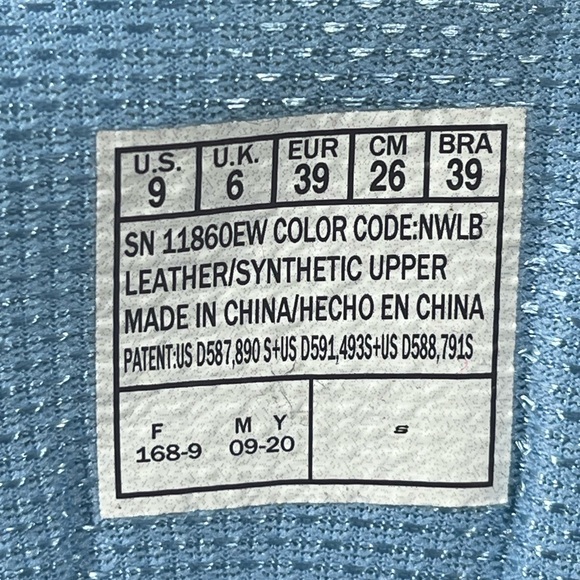 U.S. U.K. EUR CM BRA
9 6 39 26 39
SN 11860EW COLOR CODE:NWLB
LEATHER/SYNTHETIC UPPER
MADE IN CHINA/HECHO EN CHINA
PATENT:US D587,890 S+US D591,493S+US D588,791S
F M Y
168-9 09-20
S